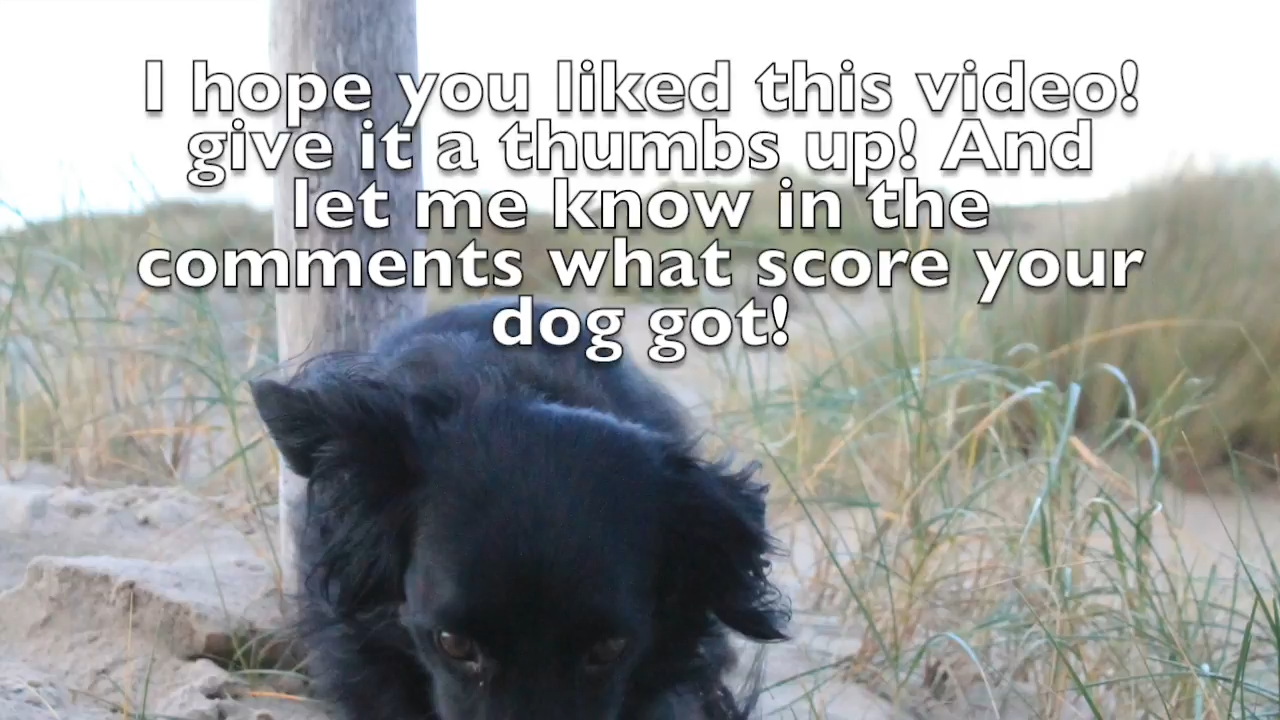 I hope you liked this video!
give it a thumbs up! And
let me know in the
comments what score your
dog got!